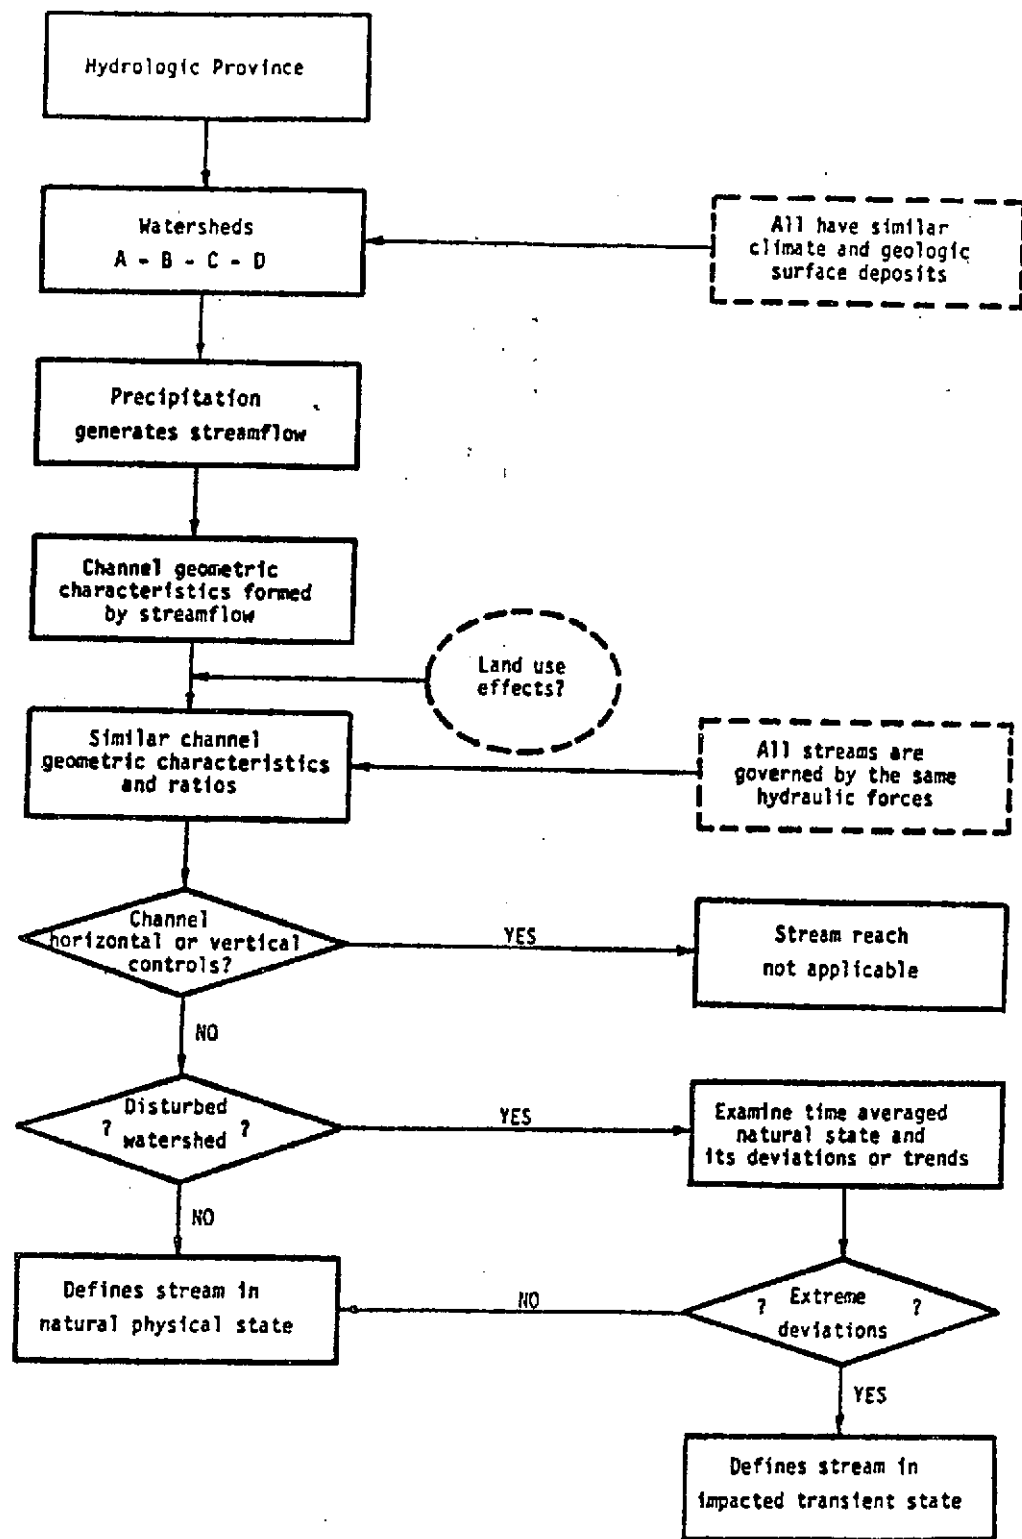 Hydrologic Province
Watersheds
A - B - C - D
All have similar
climate and geologic
surface deposits
Precipitation
generates streamflow
Channel geometric
characteristics formed
by streamflow
Land use
effects?
Similar channel
geometric characteristics
and ratios
All streams are
governed by the same
hydraulic forces
Channel
horizontal or vertical
controls?
YES
Stream reach
not applicable
NO
? Disturbed ?
watershed
YES
Examine time averaged
natural state and
its deviations or trends
NO
Defines stream in
natural physical state
NO
? Extreme ?
deviations
YES
Defines stream in
impacted transient state